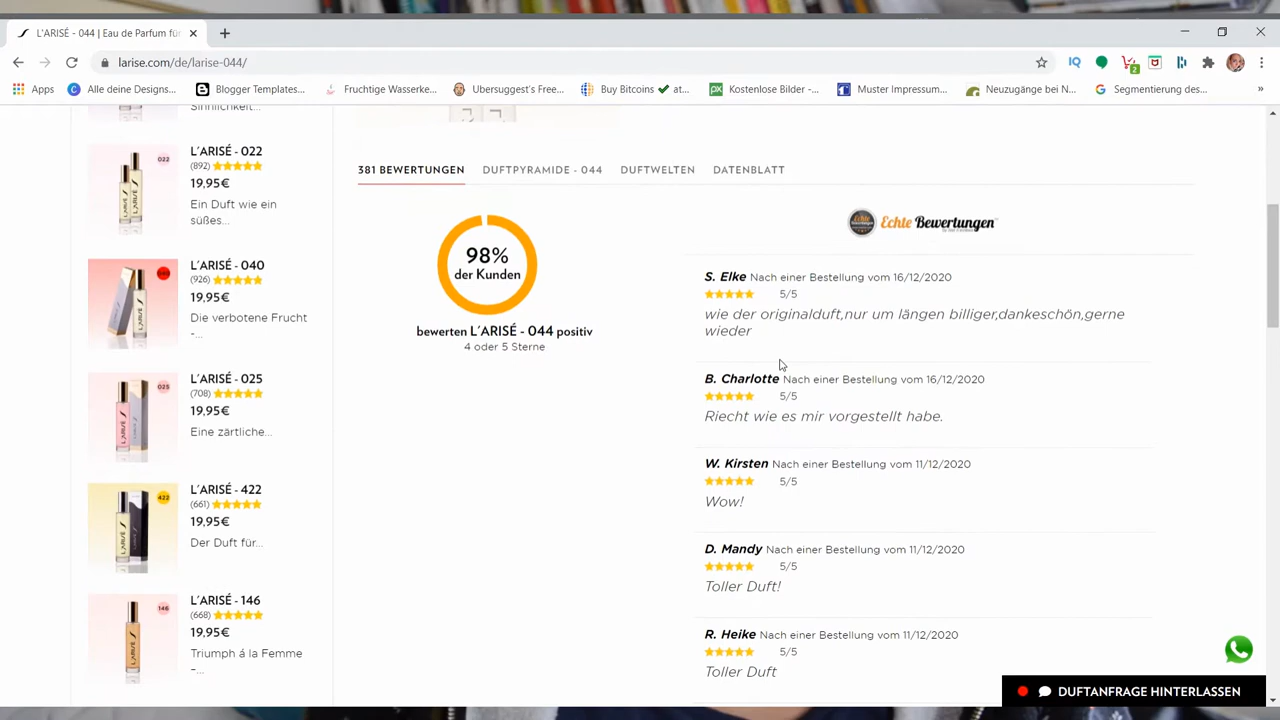 L'ARISÉ - 044 | Eau de Parfum für
larise.com/de/larise-044/
Apps
Alle deine Designs...
Blogger Templates...
Fruchtige Wasserke...
Ubersuggest's Free...
Buy Bitcoins ✔ at...
Kostenlose Bilder -...
Muster Impressum...
Neuzugänge bei N...
Segmentierung des...
»
Sinnlichkeit...
L'ARISÉ - 022
(892)
19,95€
Ein Duft wie ein
süßes...
L'ARISÉ - 040
(926)
19,95€
Die verbotene Frucht
-...
L'ARISÉ - 025
(708)
19,95€
Eine zärtliche...
L'ARISÉ - 422
(661)
19,95€
Der Duft für...
L'ARISÉ - 146
(668)
19,95€
Triumph á la Femme
-...
381 BEWERTUNGEN
DUFTPYRAMIDE - 044
DUFTWELTEN
DATENBLATT
98%
der Kunden
bewerten L'ARISÉ - 044 positiv
4 oder 5 Sterne
Echte Bewertungen
S. Elke Nach einer Bestellung vom 16/12/2020
5/5
wie der originalduft,nur um längen billiger,dankeschön,gerne
wieder
B. Charlotte Nach einer Bestellung vom 16/12/2020
5/5
Riecht wie es mir vorgestellt habe.
W. Kirsten Nach einer Bestellung vom 11/12/2020
5/5
Wow!
D. Mandy Nach einer Bestellung vom 11/12/2020
5/5
Toller Duft!
R. Heike Nach einer Bestellung vom 11/12/2020
5/5
Toller Duft
DUFTANFRAGE HINTERLASSEN